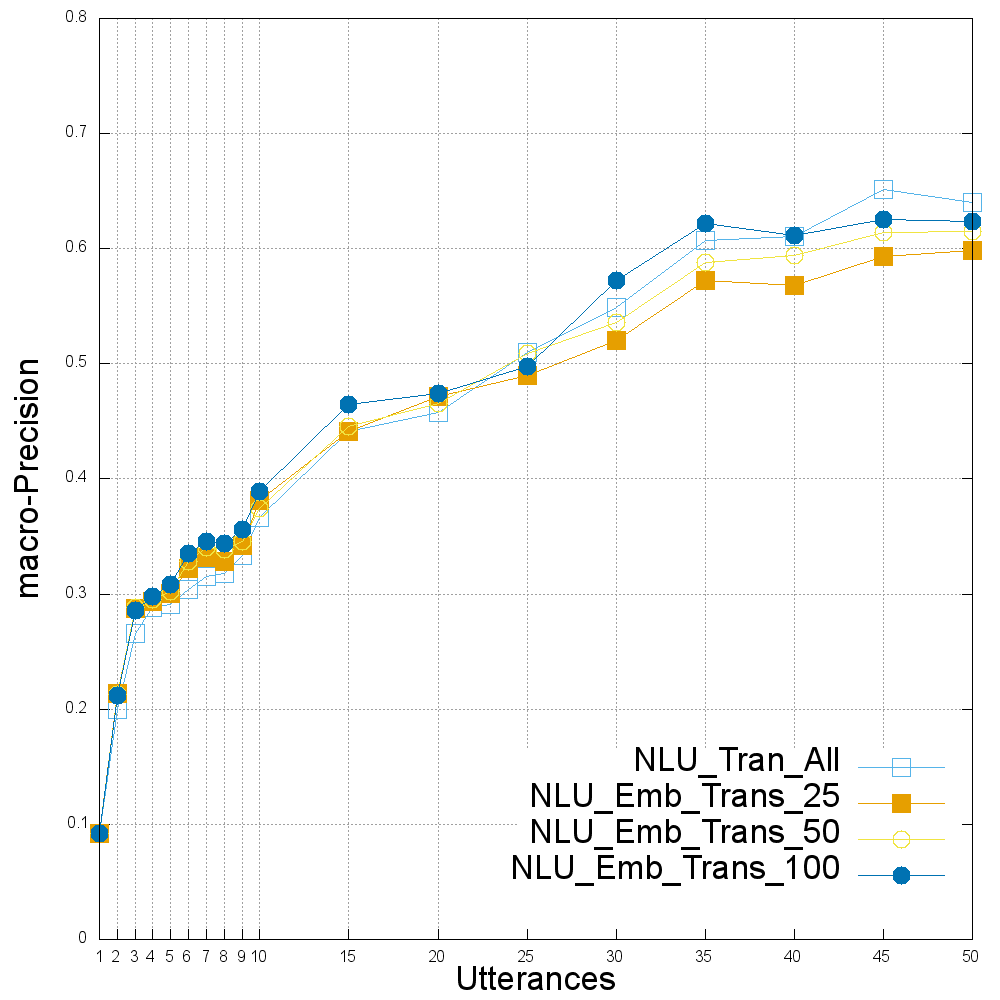 0.8
0.7
0.6
0.5
0.4
0.3
0.2
0.1
0
macro-Precision
NLU_Tran_All
NLU_Emb_Trans_25
NLU_Emb_Trans_50
NLU_Emb_Trans_100
1 2 3 4 5 6 7 8 9 10 15 20 25 30 35 40 45 50
Utterances